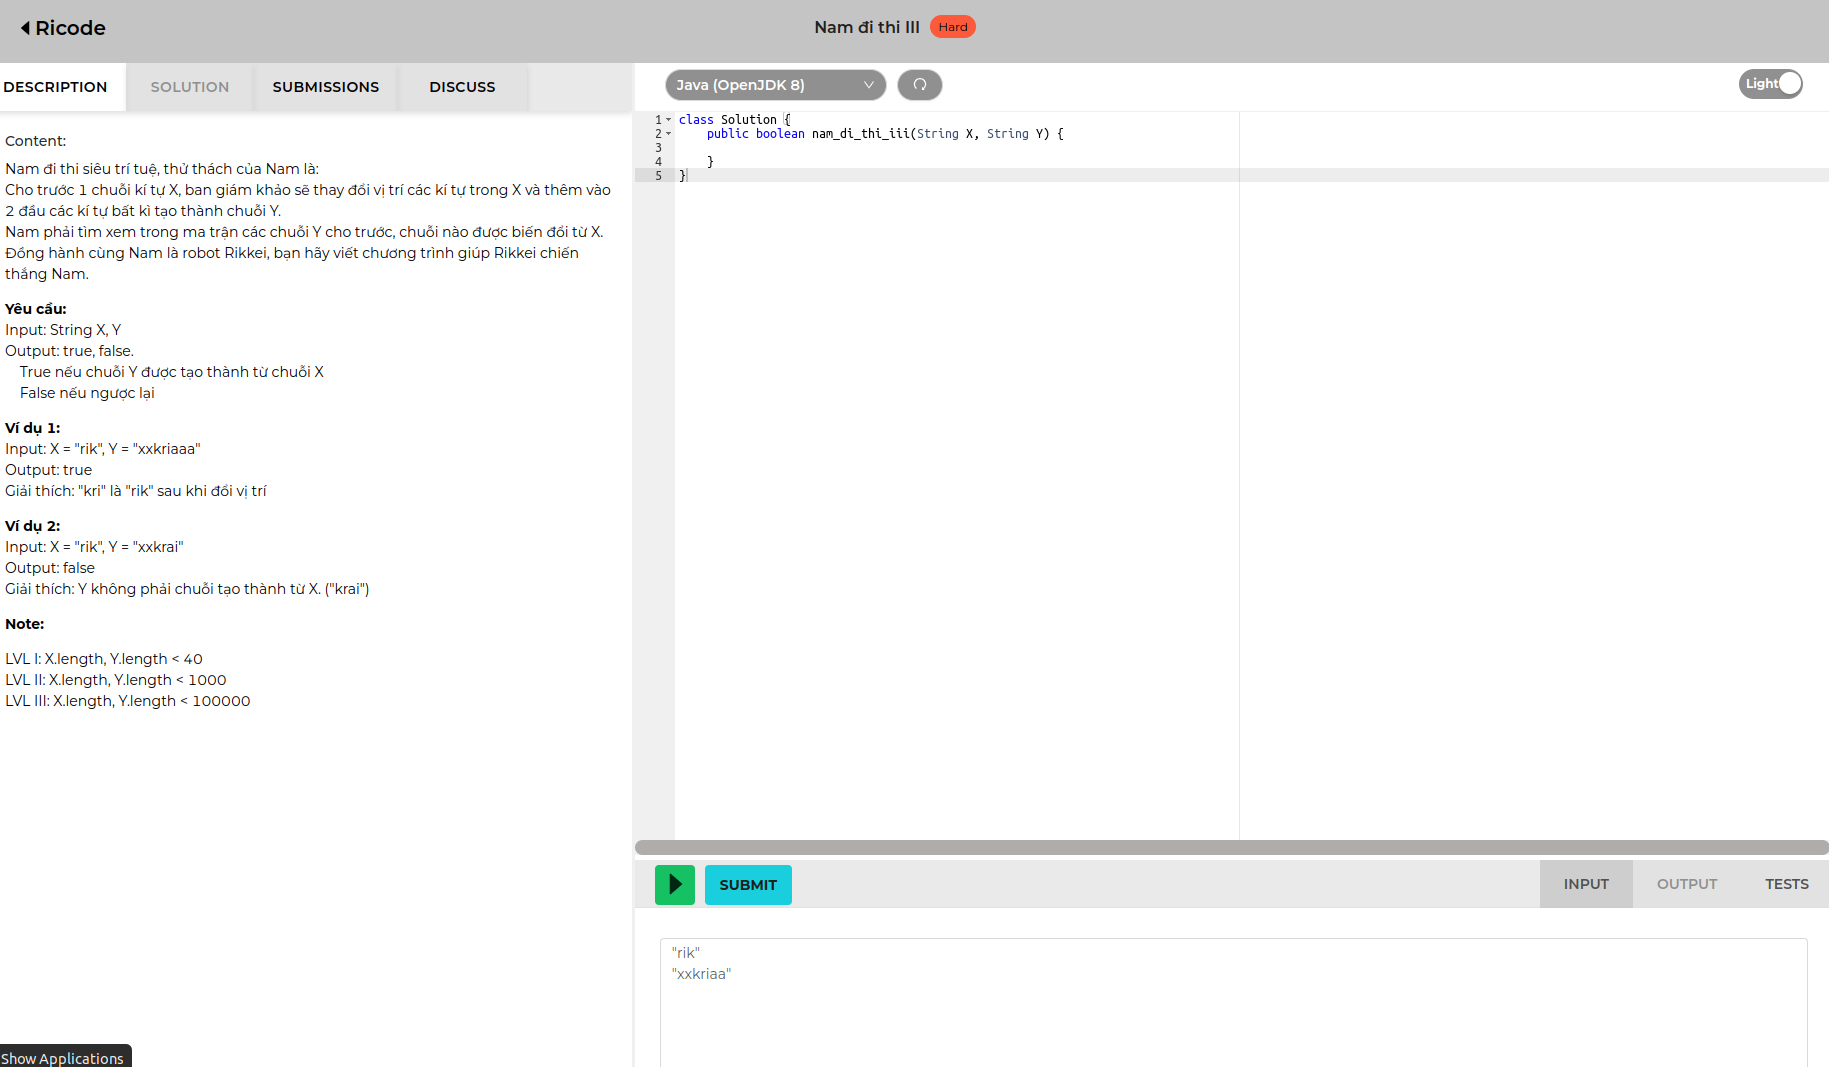 Ricode
Nam đi thi III Hard
DESCRIPTION SOLUTION SUBMISSIONS DISCUSS
Content:
Nam đi thi siêu trí tuệ, thử thách của Nam là:
Cho trước 1 chuỗi kí tự X, ban giám khảo sẽ thay đổi vị trí các kí tự trong X và thêm vào
2 đầu các kí tự bất kì tạo thành chuỗi Y.
Nam phải tìm xem trong ma trận các chuỗi Y cho trước, chuỗi nào được biến đổi từ X.
Đồng hành cùng Nam là robot Rikkei, bạn hãy viết chương trình giúp Rikkei chiến
thắng Nam.
Yêu cầu:
Input: String X, Y
Output: true, false.
True nếu chuỗi Y được tạo thành từ chuỗi X
False nếu ngược lại
Ví dụ 1:
Input: X = "rik", Y = "xxkriaaa"
Output: true
Giải thích: "kri" là "rik" sau khi đổi vị trí
Ví dụ 2:
Input: X = "rik", Y = "xxkrai"
Output: false
Giải thích: Y không phải chuỗi tạo thành từ X. ("krai")
Note:
LVL I: X.length, Y.length < 40
LVL II: X.length, Y.length < 1000
LVL III: X.length, Y.length < 100000
Show Applications
Java (OpenJDK 8)
Light
1 class Solution {
2     public boolean nam_di_thi_iii(String X, String Y) {
3
4     }
5 }
SUBMIT
INPUT OUTPUT TESTS
"rik"
"xxkriaa"